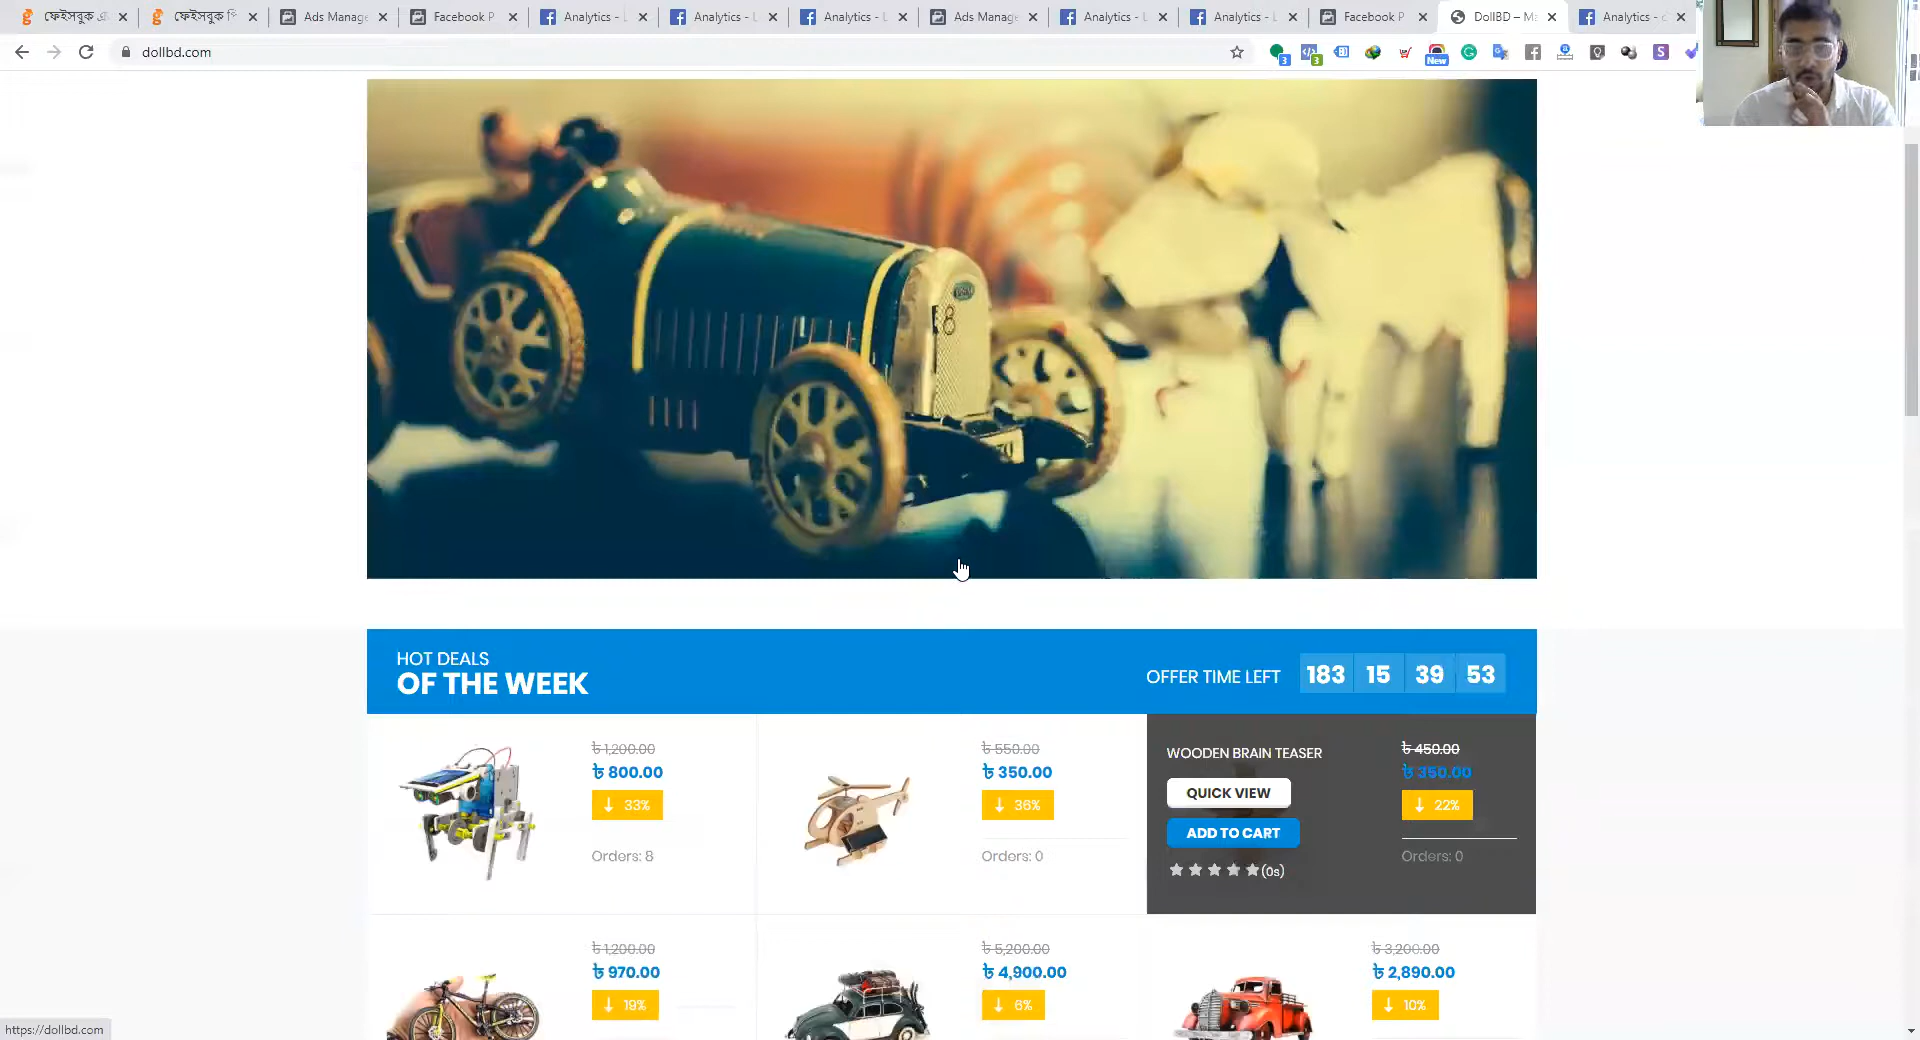 ফেইসবুক
ফেইসবুক
Ads Manage
Facebook P
Analytics -
Analytics -
Analytics -
Ads Manage
Analytics -
Analytics -
Facebook P
DollBD –
Analytics -
dollbd.com
3
3
New
8
HOT DEALS
OF THE WEEK
OFFER TIME LEFT 183 15 39 53
৳ 1,200.00
৳ 800.00
↓ 33%
Orders: 8
৳ 550.00
৳ 350.00
↓ 36%
Orders: 0
WOODEN BRAIN TEASER
QUICK VIEW
ADD TO CART
(0s)
৳ 450.00
৳ 350.00
↓ 22%
Orders: 0
৳ 1,200.00
৳ 970.00
↓ 19%
৳ 5,200.00
৳ 4,900.00
↓ 6%
৳ 3,200.00
৳ 2,890.00
↓ 10%
https://dollbd.com